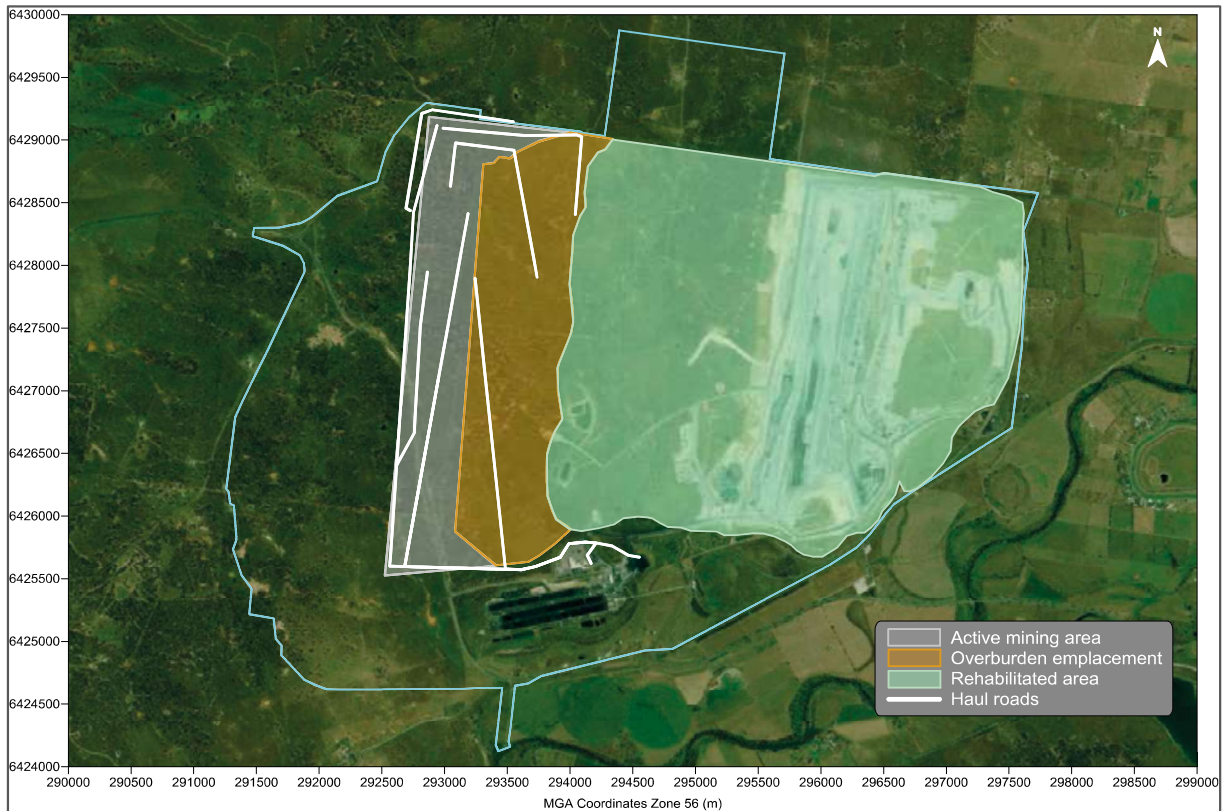 6430000
N
6429500
6429000
6428500
6428000
6427500
6427000
6426500
6426000
6425500
6425000
6424500
6424000
Active mining area
Overburden emplacement
Rehabilitated area
Haul roads
290000 290500 291000 291500 292000 292500 293000 293500 294000 294500 295000 295500 296000 296500 297000 297500 298000 298500 299000
MGA Coordinates Zone 56 (m)